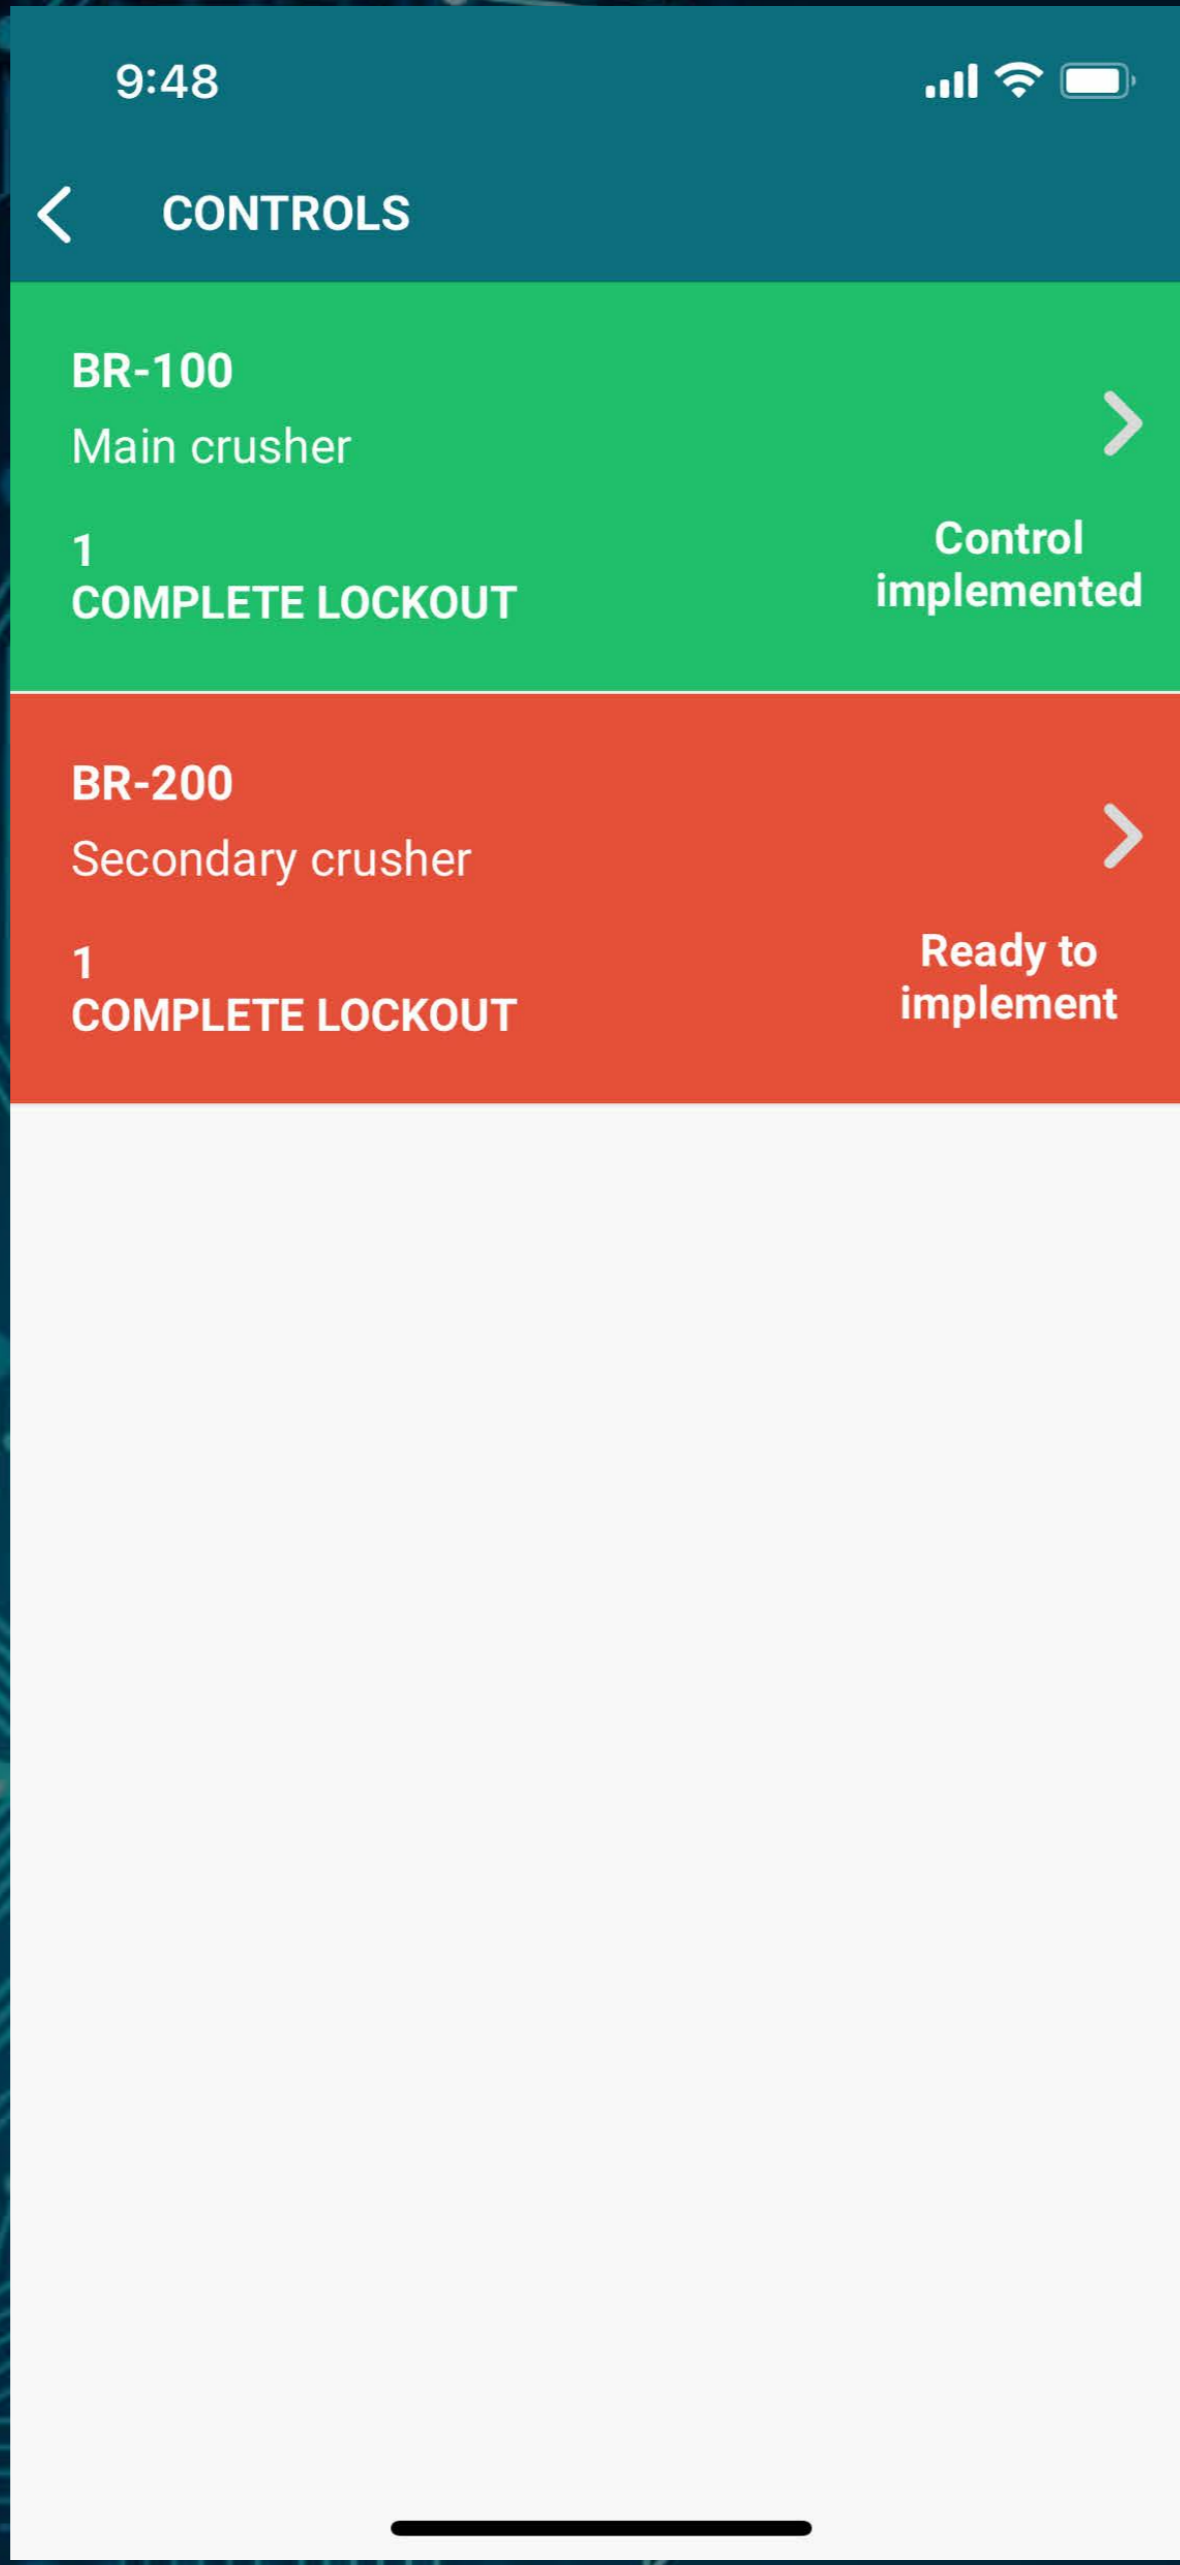 9:48
CONTROLS
BR-100
Main crusher
1
COMPLETE LOCKOUT
Control
implemented
BR-200
Secondary crusher
1
COMPLETE LOCKOUT
Ready to
implement